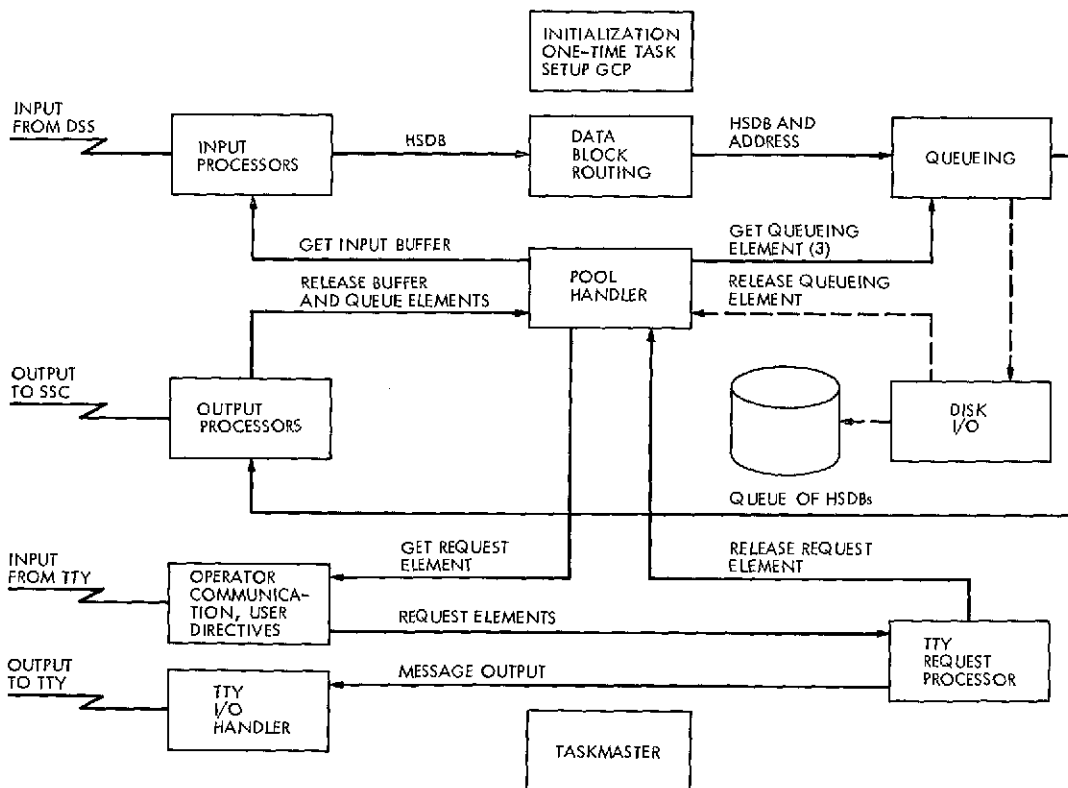 INITIALIZATION
ONE-TIME TASK
SETUP GCP
INPUT
FROM DSS
INPUT
PROCESSORS
HSDB
DATA
BLOCK
ROUTING
HSDB AND
ADDRESS
QUEUEING
GET INPUT BUFFER
GET QUEUEING
ELEMENT (3)
RELEASE BUFFER
AND QUEUE ELEMENTS
POOL
HANDLER
RELEASE QUEUEING
ELEMENT
OUTPUT
TO SSC
OUTPUT
PROCESSORS
DISK
I/O
QUEUE OF HSDBs
INPUT
FROM TTY
GET REQUEST
ELEMENT
RELEASE REQUEST
ELEMENT
OPERATOR
COMMUNICA-
TION, USER
DIRECTIVES
REQUEST ELEMENTS
TTY
REQUEST
PROCESSOR
OUTPUT
TO TTY
MESSAGE OUTPUT
TTY
I/O
HANDLER
TASKMASTER